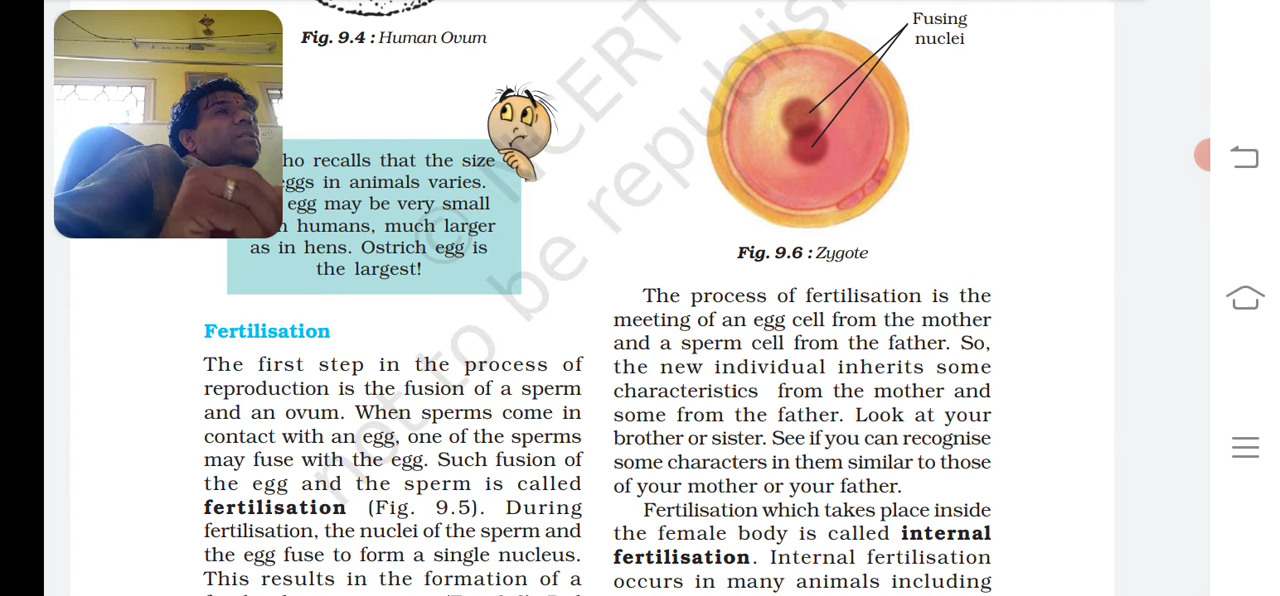 Fig. 9.4 : Human Ovum
ho recalls that the size
eggs in animals varies.
egg may be very small
humans, much larger
as in hens. Ostrich egg is
the largest!
Fertilisation
The first step in the process of
reproduction is the fusion of a sperm
and an ovum. When sperms come in
contact with an egg, one of the sperms
may fuse with the egg. Such fusion of
the egg and the sperm is called
fertilisation (Fig. 9.5). During
fertilisation, the nuclei of the sperm and
the egg fuse to form a single nucleus.
This results in the formation of a
Fusing
nuclei
Fig. 9.6 : Zygote
The process of fertilisation is the
meeting of an egg cell from the mother
and a sperm cell from the father. So,
the new individual inherits some
characteristics from the mother and
some from the father. Look at your
brother or sister. See if you can recognise
some characters in them similar to those
of your mother or your father.
Fertilisation which takes place inside
the female body is called internal
fertilisation. Internal fertilisation
occurs in many animals including
© NCERT
not to be republish